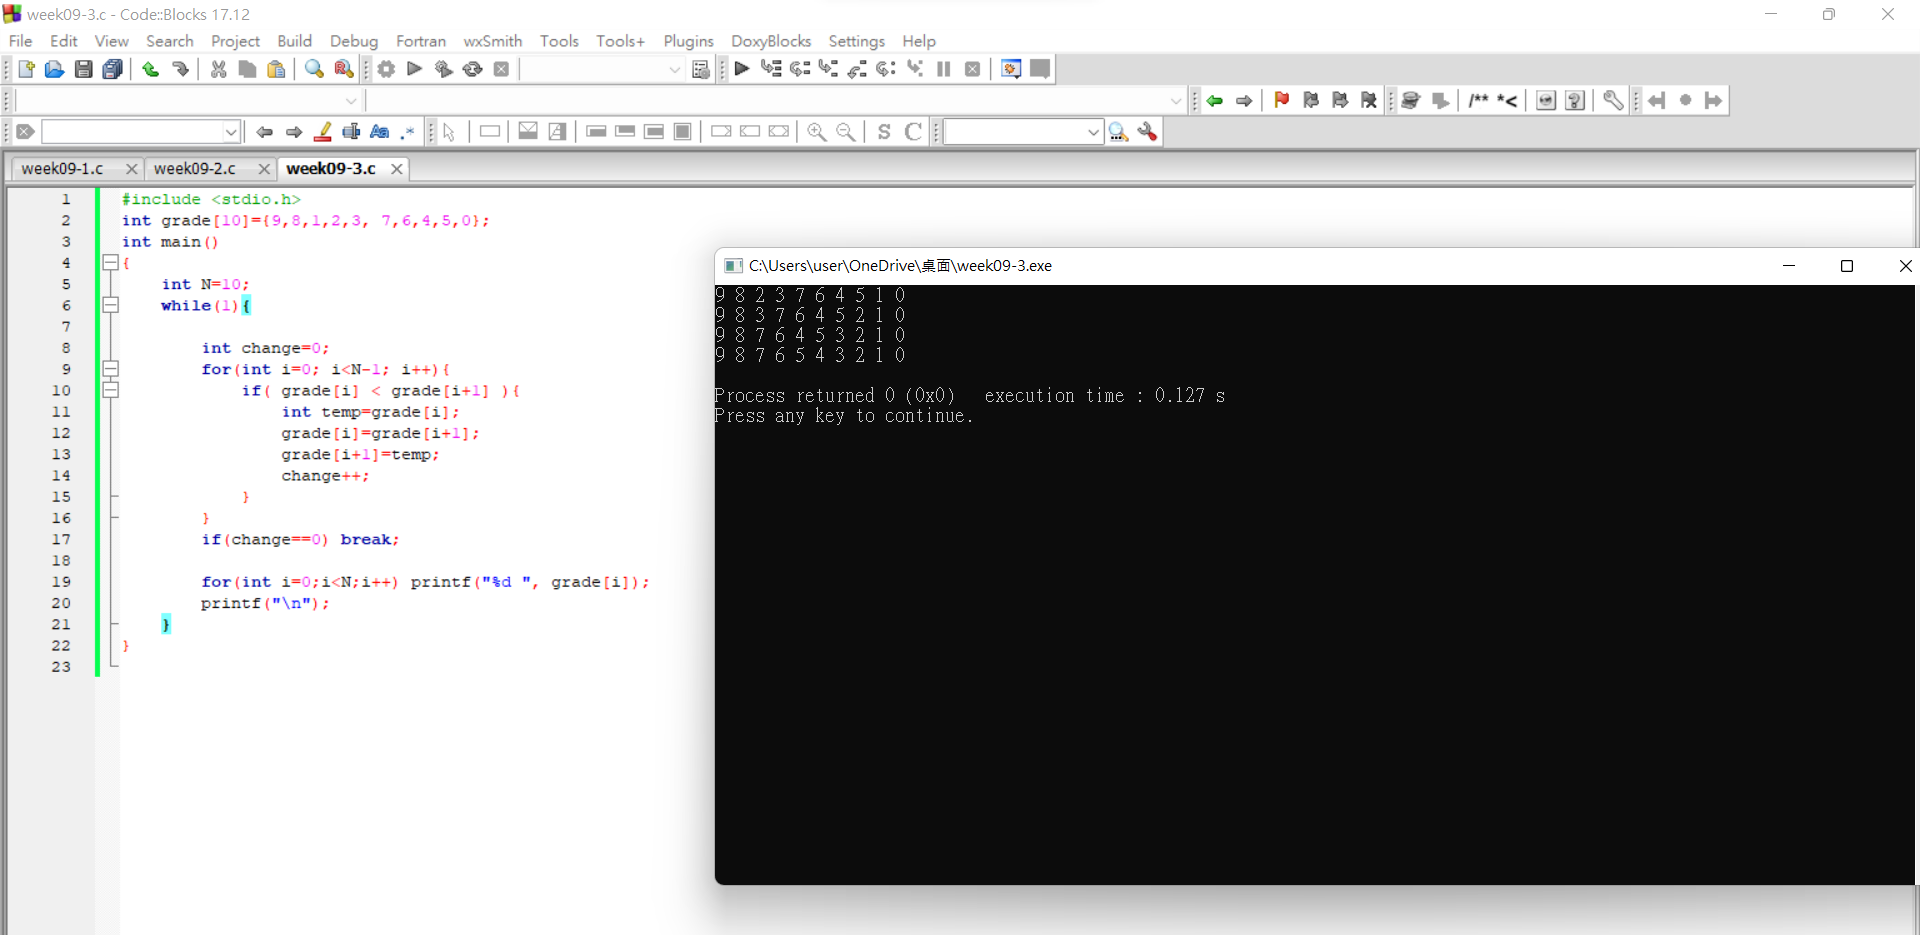 week09-3.c - Code::Blocks 17.12
File Edit View Search Project Build Debug Fortran wxSmith Tools Tools+ Plugins DoxyBlocks Settings Help
/** *<
Aa .*
S C
week09-1.c week09-2.c week09-3.c
1 #include <stdio.h>
2 int grade[10]={9,8,1,2,3, 7,6,4,5,0};
3 int main()
4 {
5 int N=10;
6 while(1){
7
8 int change=0;
9 for(int i=0; i<N-1; i++){
10 if( grade[i] < grade[i+1] ){
11 int temp=grade[i];
12 grade[i]=grade[i+1];
13 grade[i+1]=temp;
14 change++;
15 }
16 }
17 if(change==0) break;
18
19 for(int i=0;i<N;i++) printf("%d ", grade[i]);
20 printf("\n");
21 }
22 }
23
C:\Users\user\OneDrive\桌面\week09-3.exe
9 8 2 3 7 6 4 5 1 0
9 8 3 7 6 4 5 2 1 0
9 8 7 6 4 5 3 2 1 0
9 8 7 6 5 4 3 2 1 0
Process returned 0 (0x0) execution time : 0.127 s
Press any key to continue.